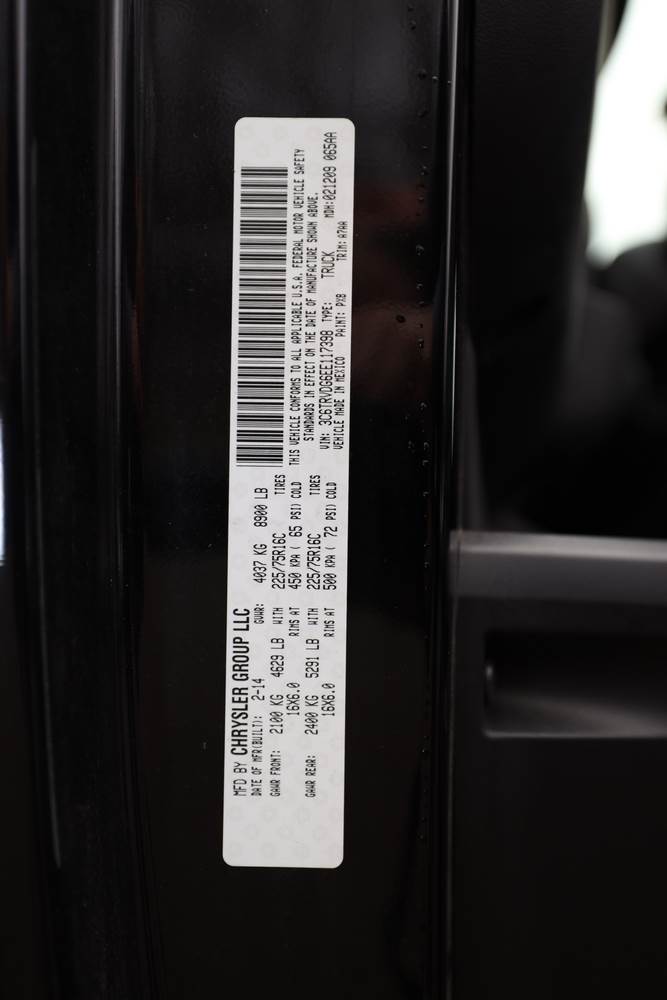 MFD BY CHRYSLER GROUP LLC
DATE OF MFR(BUILT): 2-14 GVWR: 4037 KG 8900 LB
GAWR FRONT: 2100 KG 4629 LB WITH 225/75R16C TIRES
16X6.0 RIMS AT 450 KPA ( 65 PSI) COLD
GAWR REAR: 2400 KG 5291 LB WITH 225/75R16C TIRES
16X6.0 RIMS AT 500 KPA ( 72 PSI) COLD
THIS VEHICLE CONFORMS TO ALL APPLICABLE U.S.A. FEDERAL MOTOR VEHICLE SAFETY
STANDARDS IN EFFECT ON THE DATE OF MANUFACTURE SHOWN ABOVE.
VIN: 3C6TRVDG6EE117398 TYPE: TRUCK MDH:021209 065AA
VEHICLE MADE IN MEXICO PAINT: PXB TRIM: A7AA